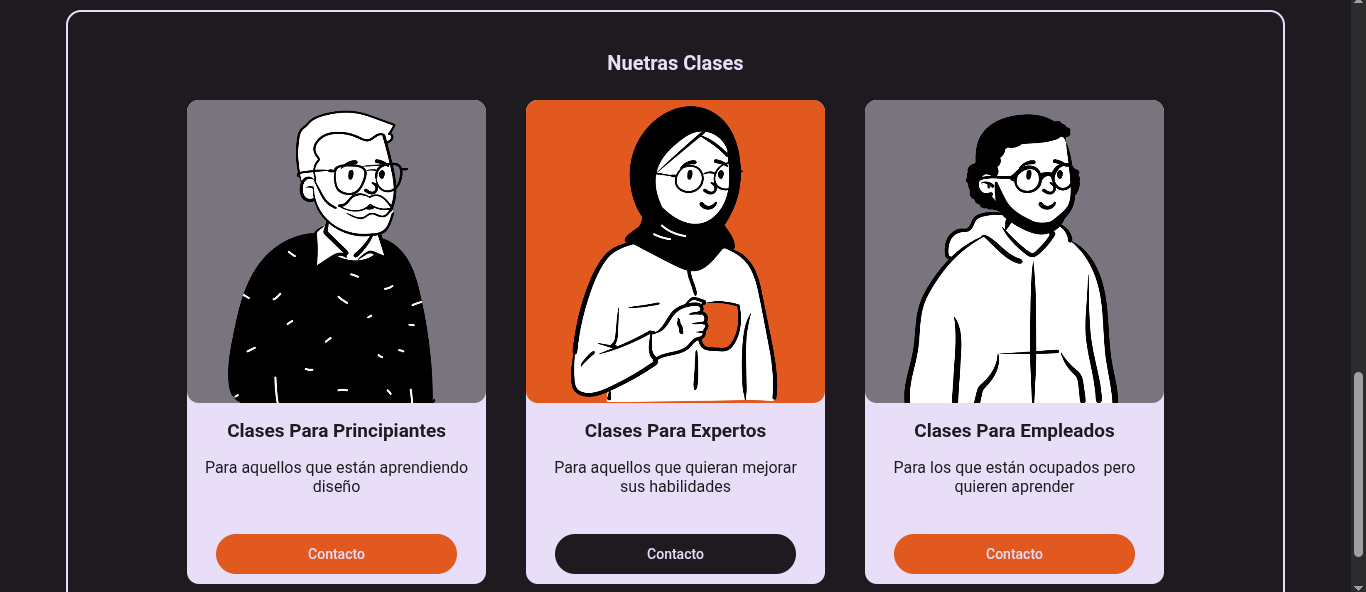 Nuetras Clases
Clases Para Principiantes
Para aquellos que están aprendiendo
diseño
Contacto
Clases Para Expertos
Para aquellos que quieran mejorar
sus habilidades
Contacto
Clases Para Empleados
Para los que están ocupados pero
quieren aprender
Contacto